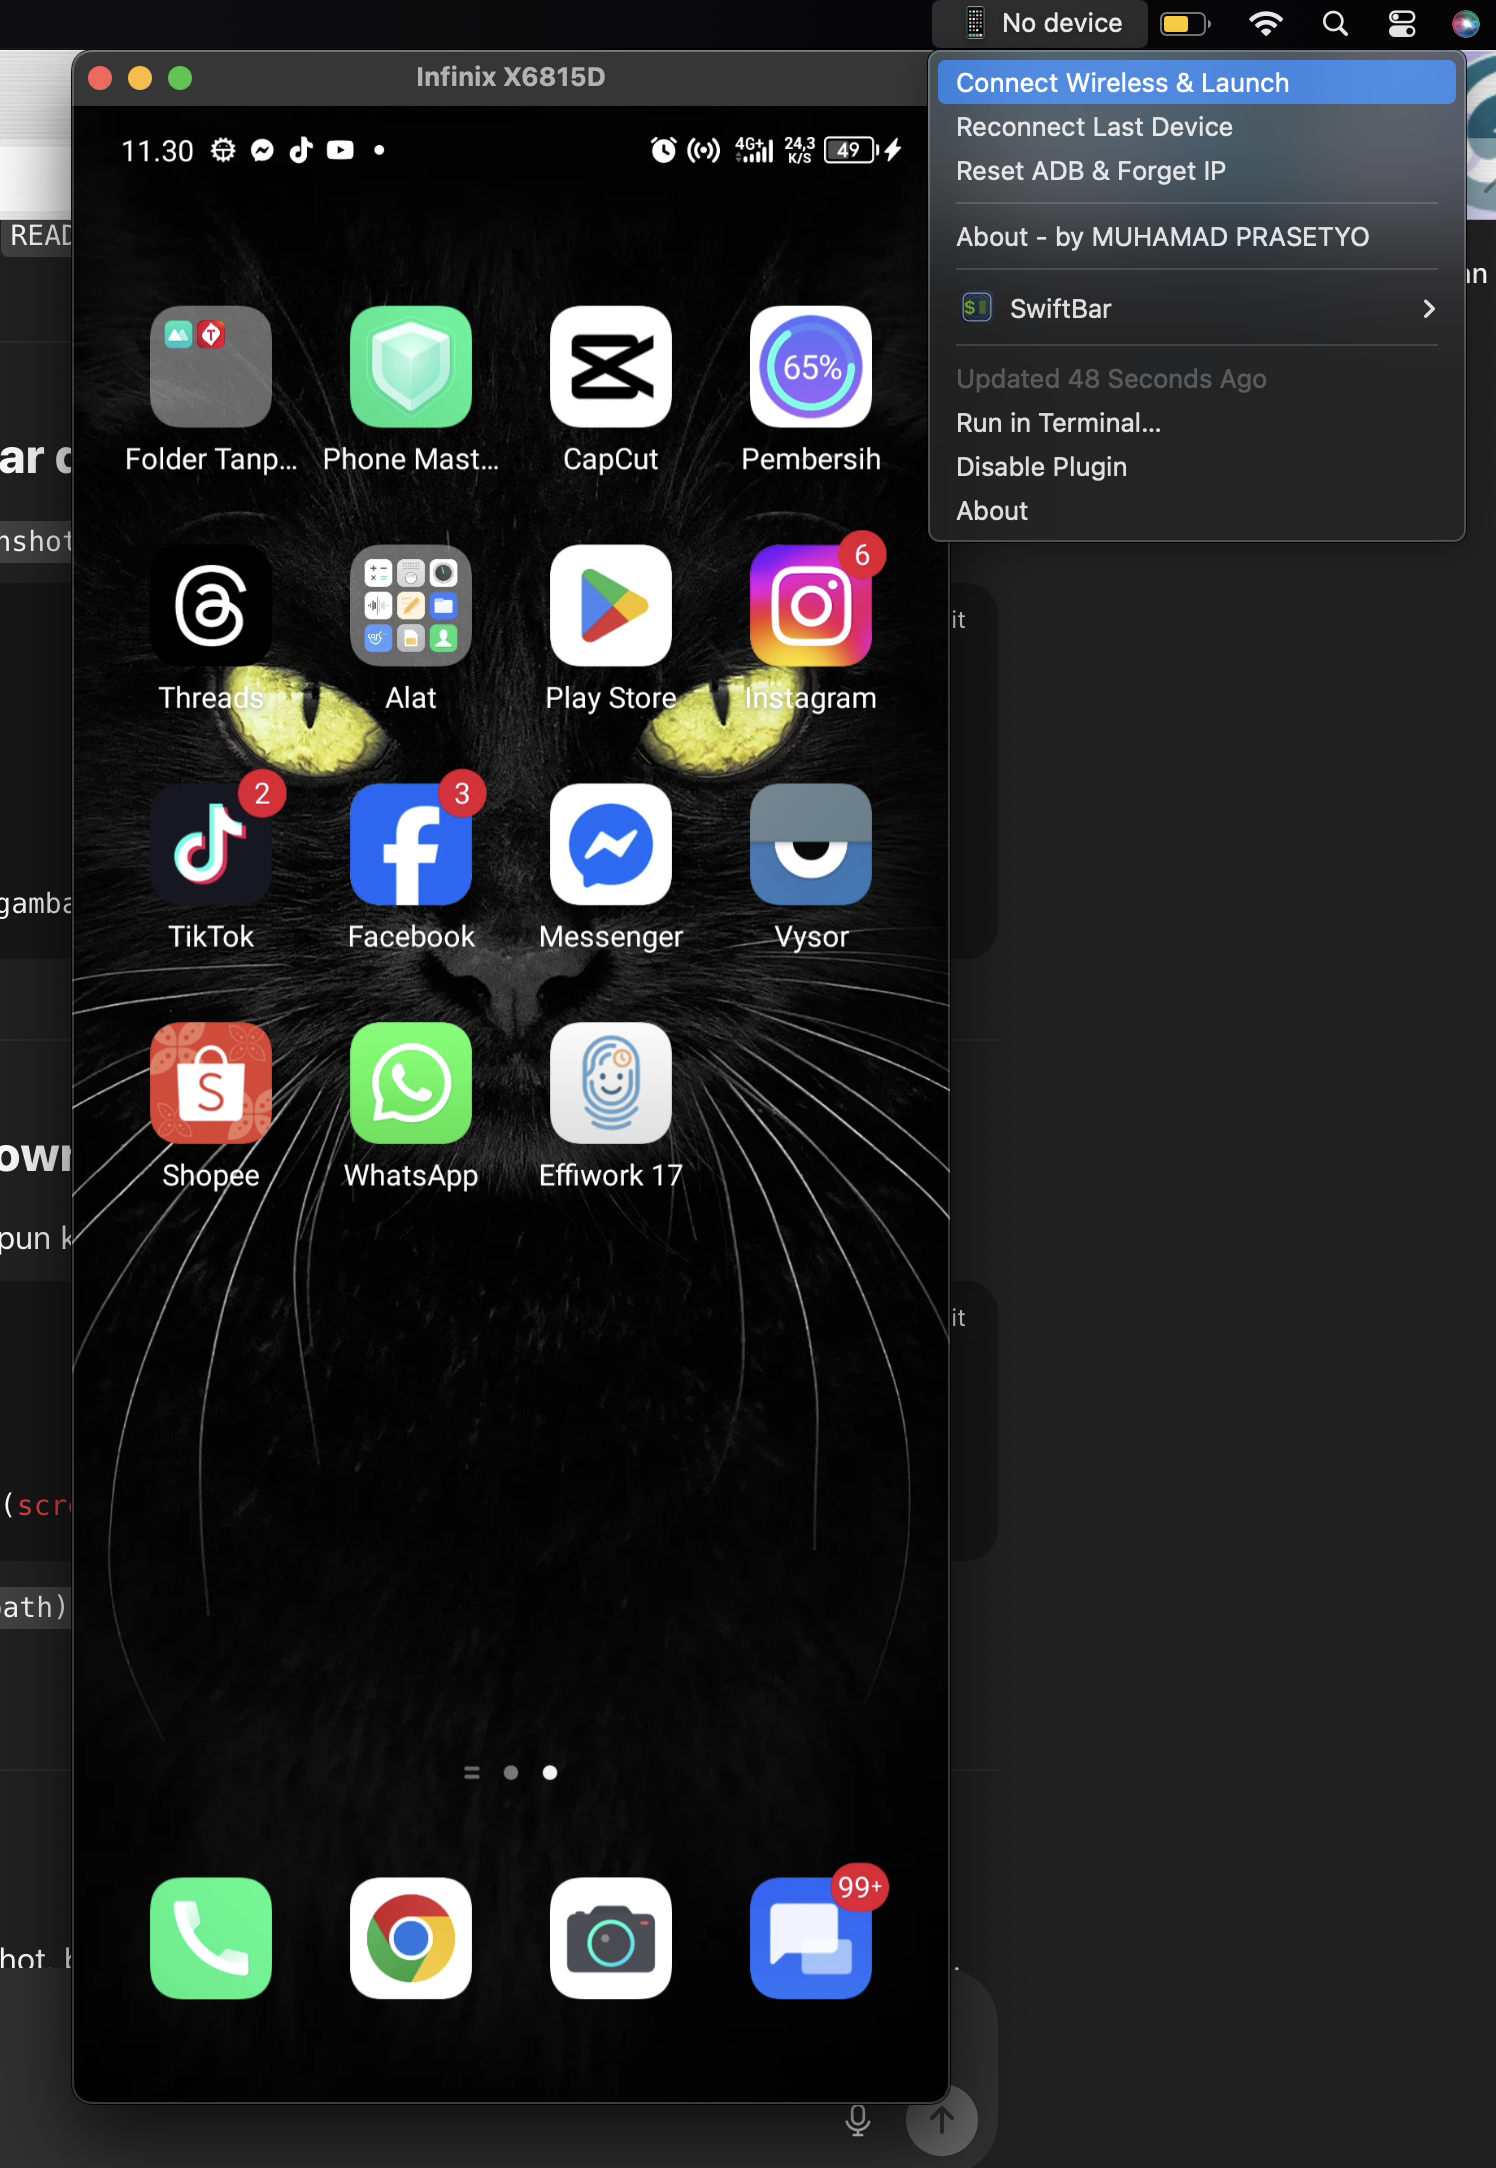 No device
Infinix X6815D
Connect Wireless & Launch
Reconnect Last Device
Reset ADB & Forget IP
About - by MUHAMAD PRASETYO
$
SwiftBar
Updated 48 Seconds Ago
Run in Terminal...
Disable Plugin
About
11.30
4G+
24,3
K/S
49
READ
an
65%
Folder Tanp...
Phone Mast...
CapCut
Pembersih
ar
nshot
6
it
Threads
Alat
Play Store
Instagram
2
3
gamba
TikTok
Facebook
Messenger
Vysor
S
Shopee
WhatsApp
Effiwork 17
own
pun k
it
(scr
path)
99+
hot, b